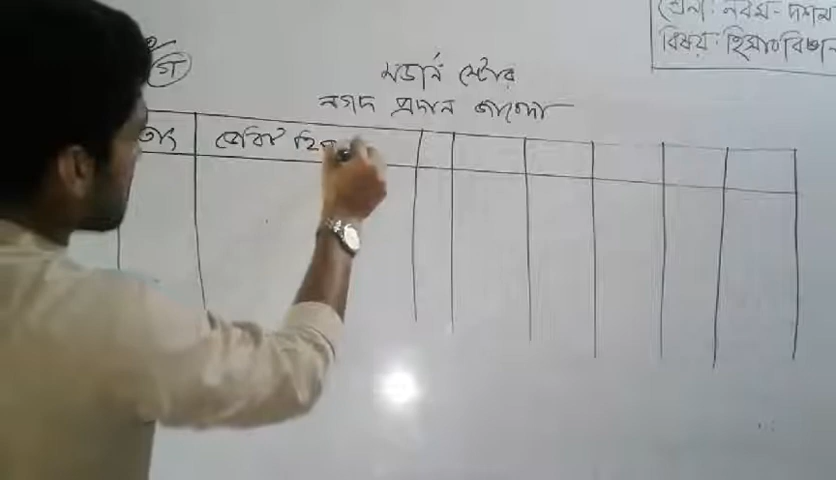 শ্রেণি: নবম - দশম
বিষয়: হিসাববিজ্ঞান
গ
মডার্ন স্টোর
নগদ প্রদান জাবেদা
তাং ডেবিট হি